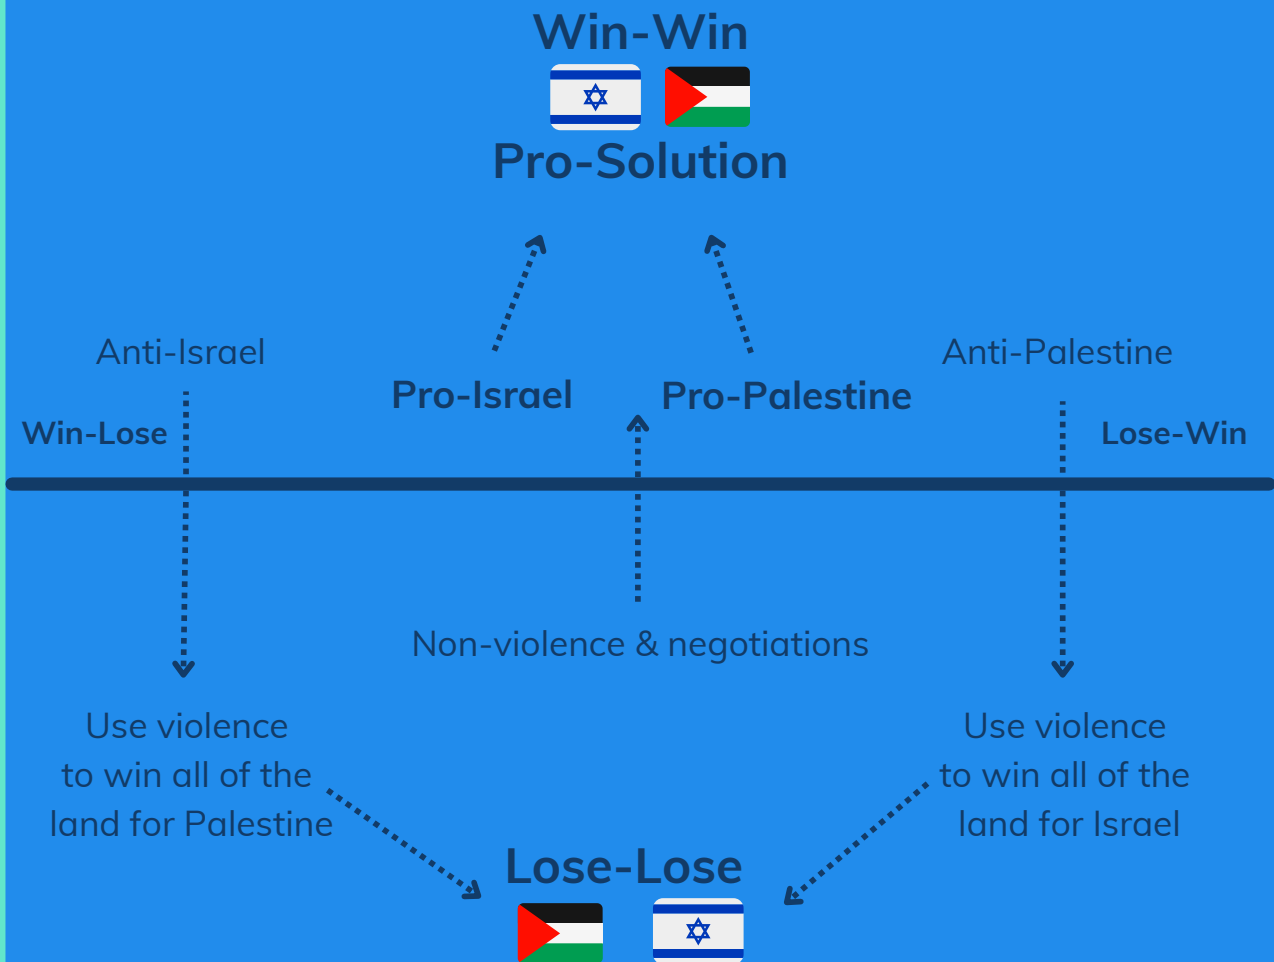 Win-Win
Pro-Solution
Anti-Israel
Anti-Palestine
Pro-Israel
Pro-Palestine
Win-Lose
Lose-Win
Non-violence & negotiations
Use violence
to win all of the
land for Palestine
Use violence
to win all of the
land for Israel
Lose-Lose